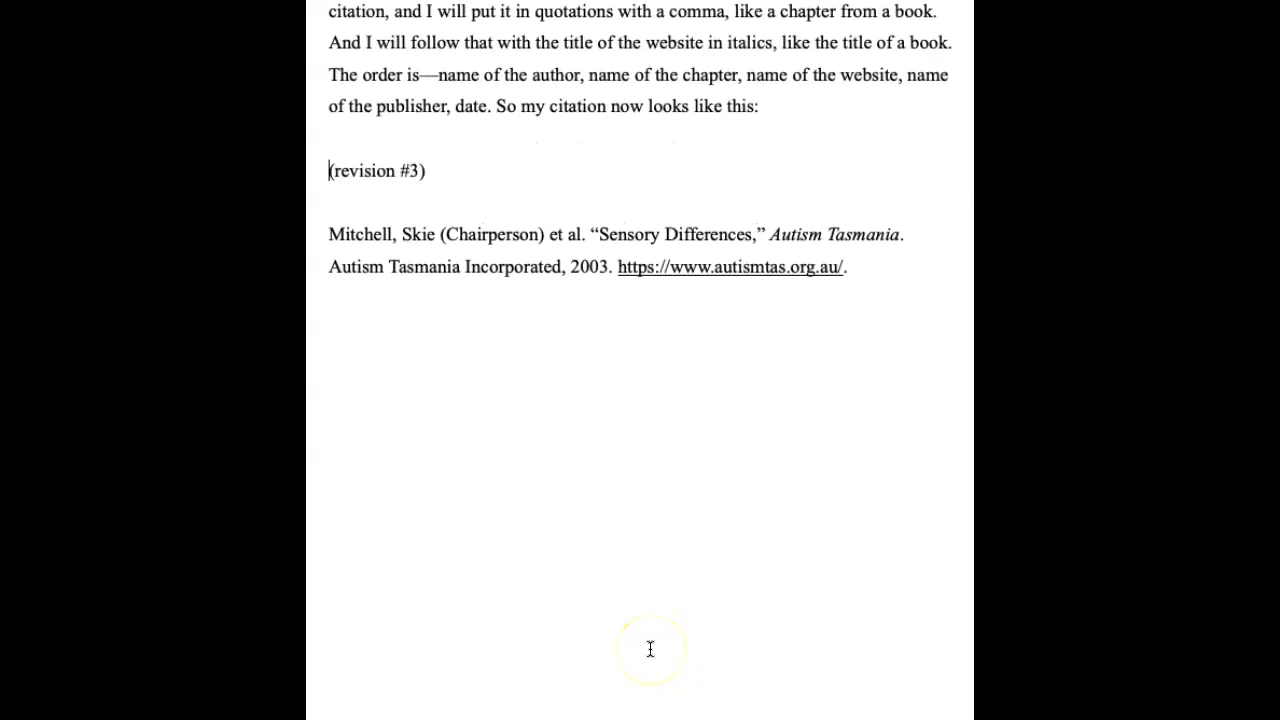 citation, and I will put it in quotations with a comma, like a chapter from a book.
And I will follow that with the title of the website in italics, like the title of a book.
The order is—name of the author, name of the chapter, name of the website, name
of the publisher, date. So my citation now looks like this:
(revision #3)
Mitchell, Skie (Chairperson) et al. “Sensory Differences,” Autism Tasmania.
Autism Tasmania Incorporated, 2003. https://www.autismtas.org.au/.